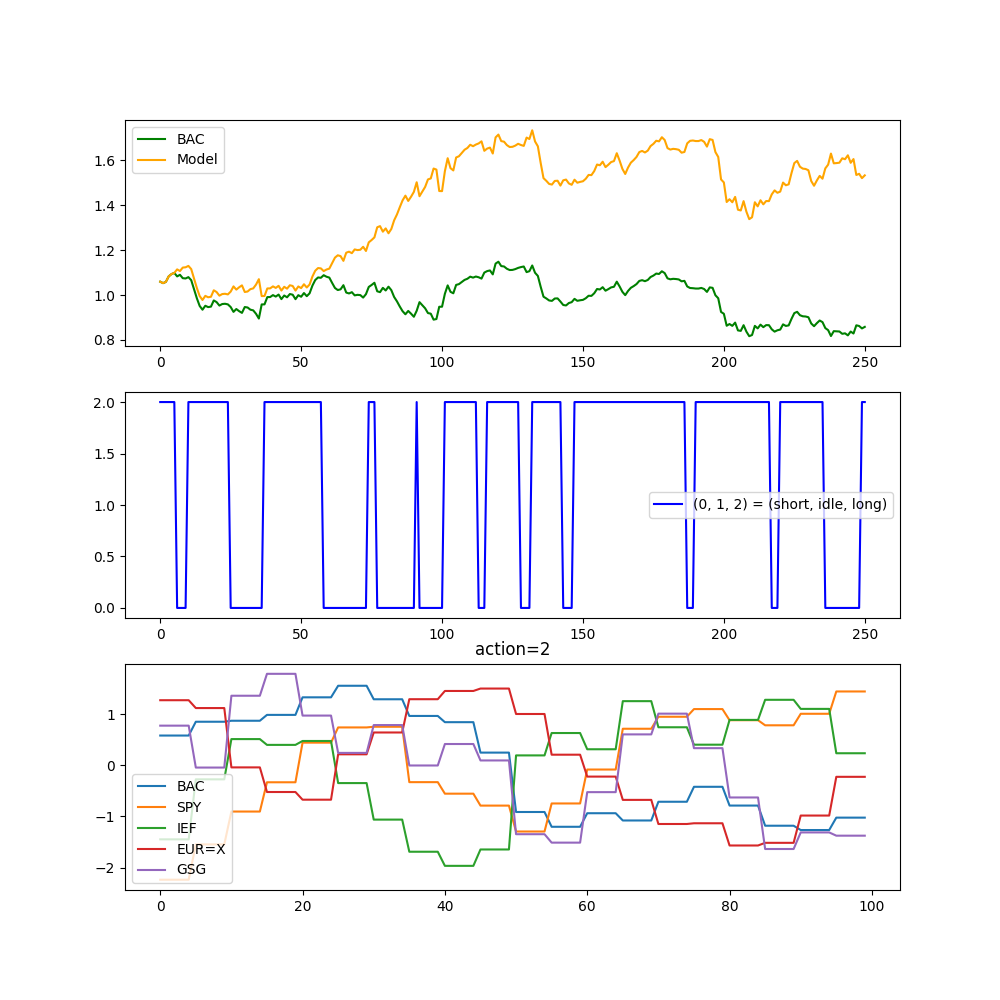 BAC
Model
1.6
1.4
1.2
1.0
0.8
0 50 100 150 200 250
2.0
1.5
1.0
0.5
0.0
(0, 1, 2) = (short, idle, long)
0 50 100 150 200 250
action=2
1
0
−1
−2
BAC
SPY
IEF
EUR=X
GSG
0 20 40 60 80 100